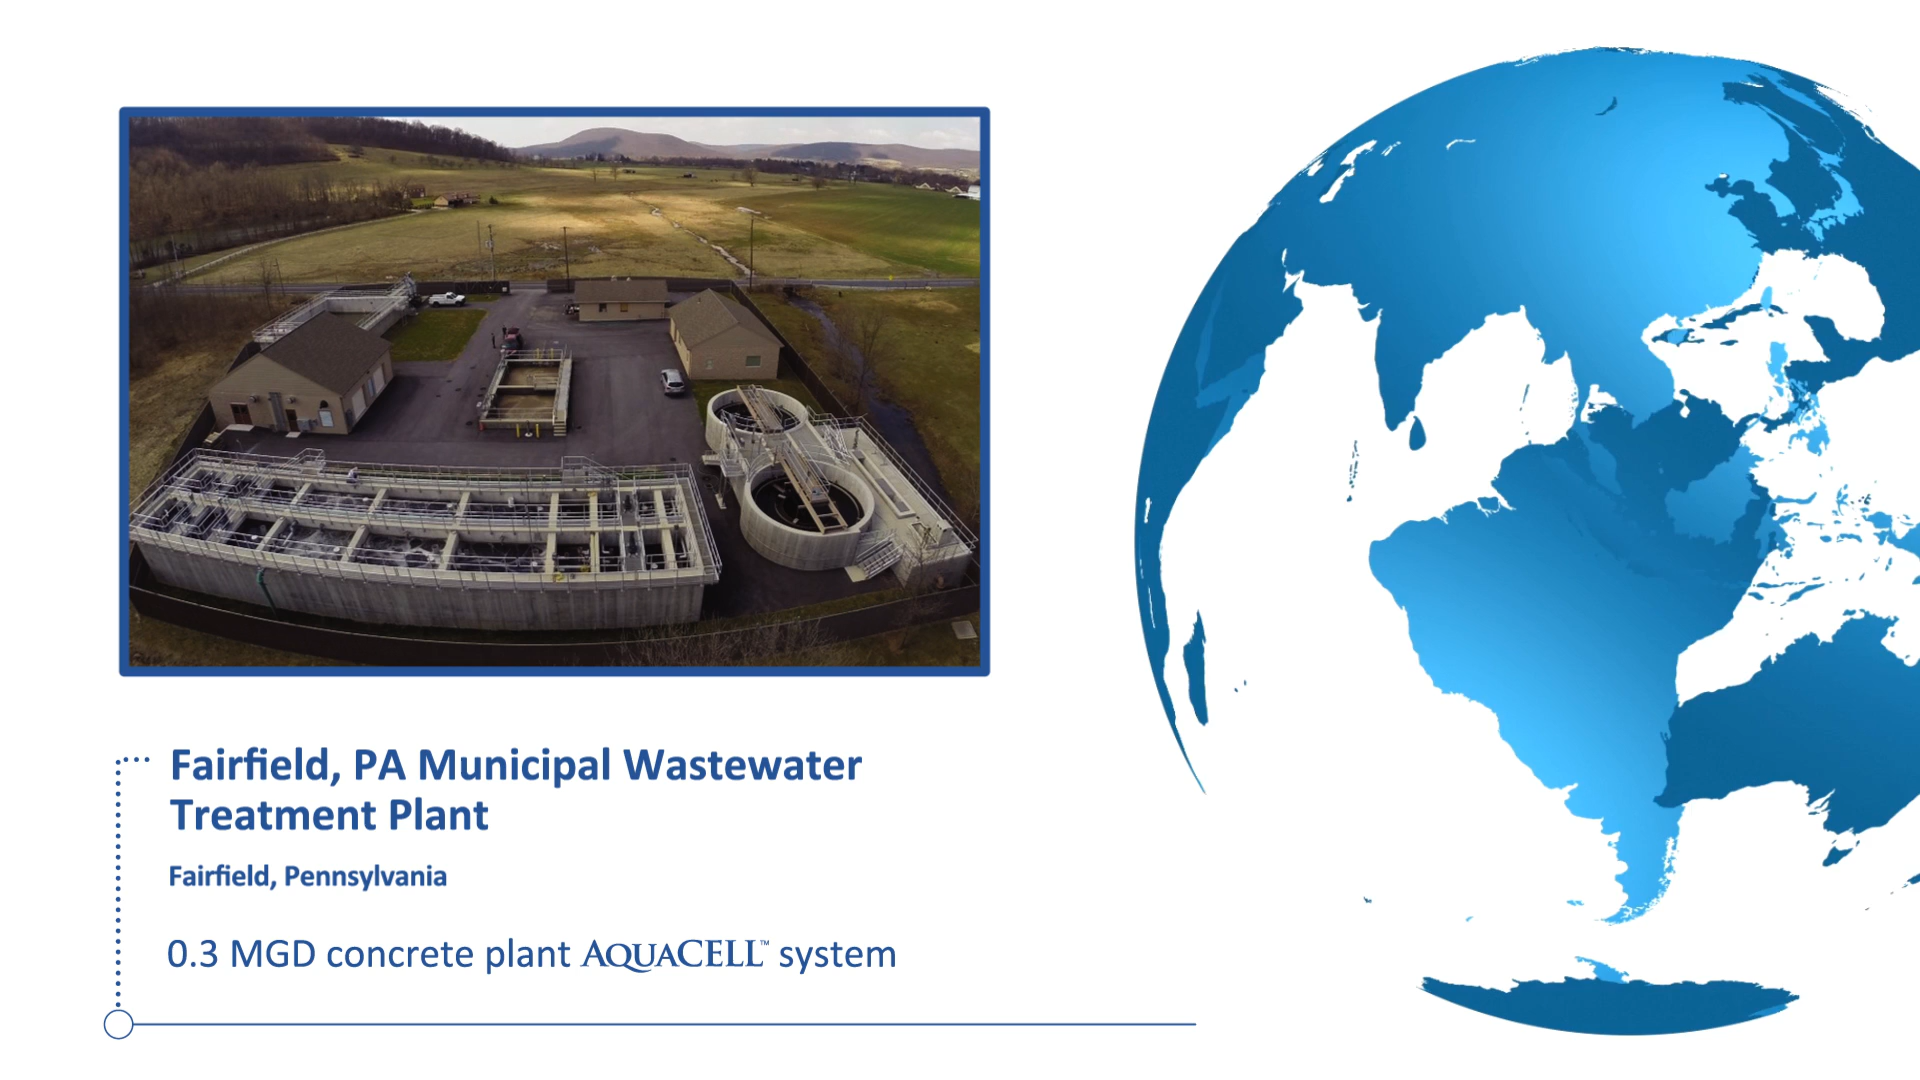 Fairfield, PA Municipal Wastewater
Treatment Plant
Fairfield, Pennsylvania
0.3 MGD concrete plant AQUACELL™ system